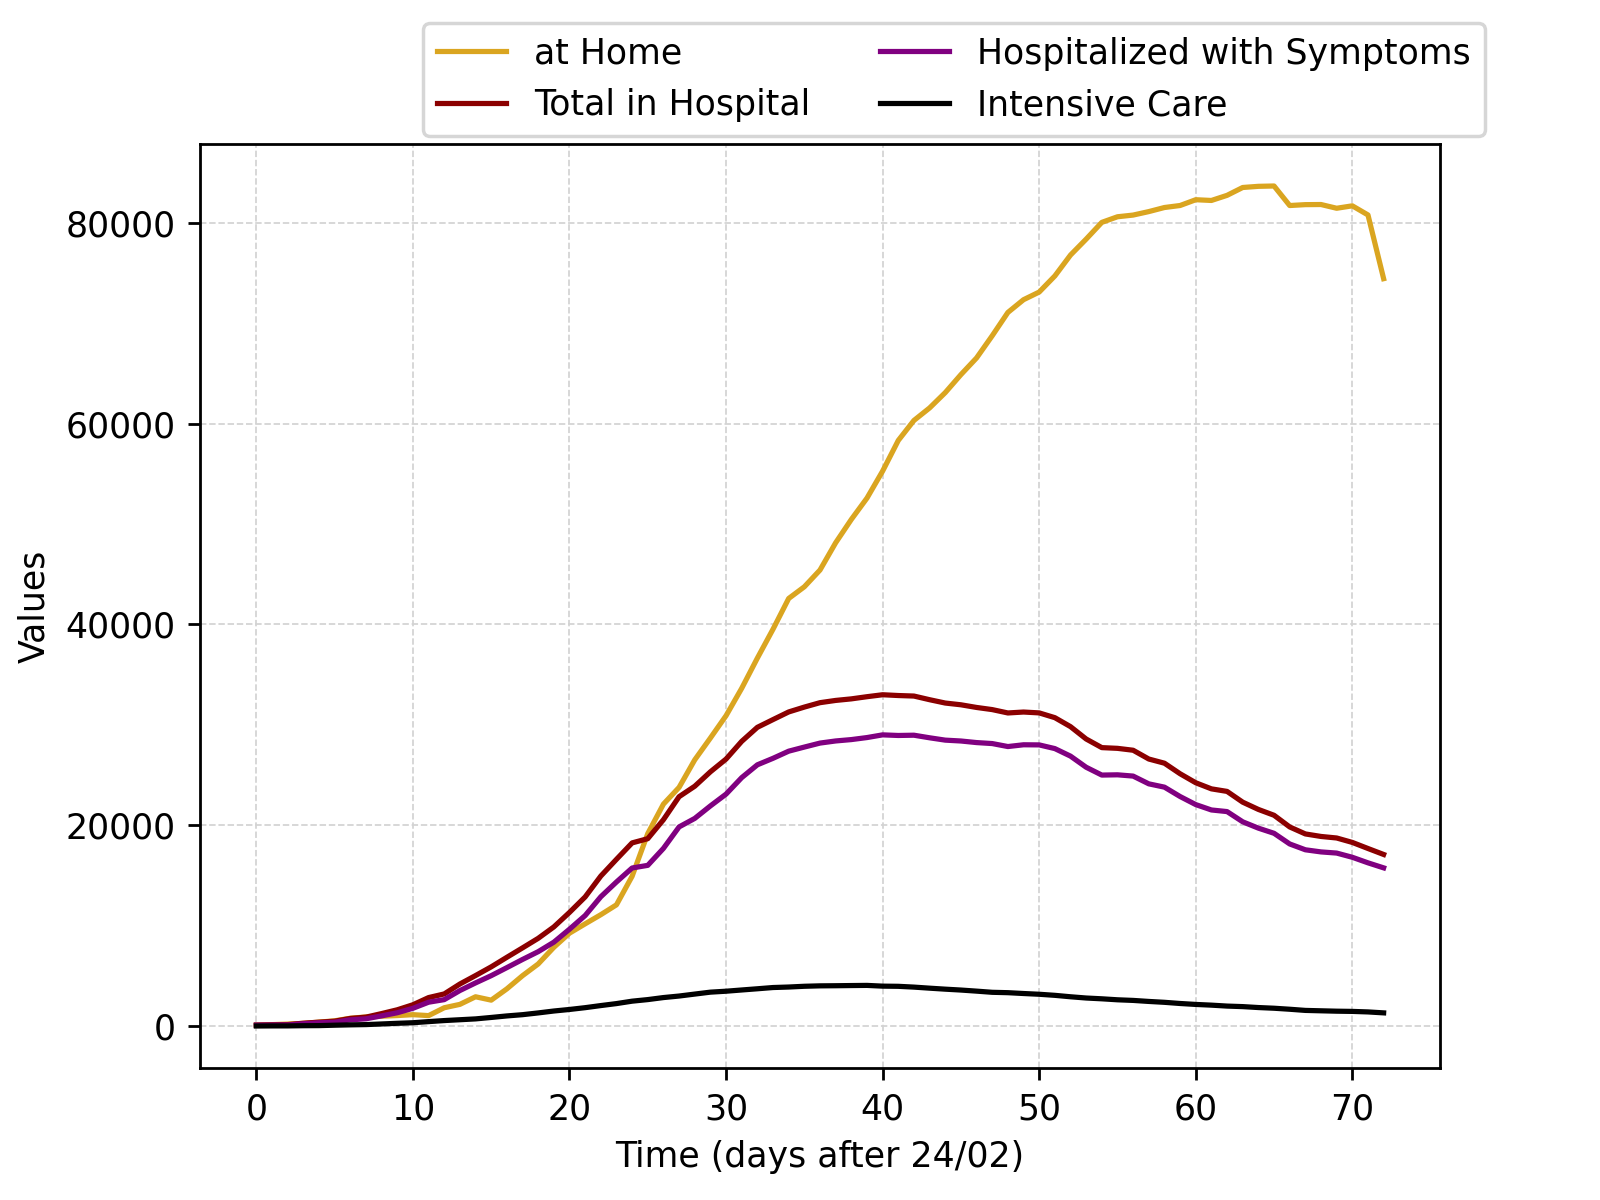 at Home
Hospitalized with Symptoms
Total in Hospital
Intensive Care
80000
60000
40000
20000
0
Values
0 10 20 30 40 50 60 70
Time (days after 24/02)